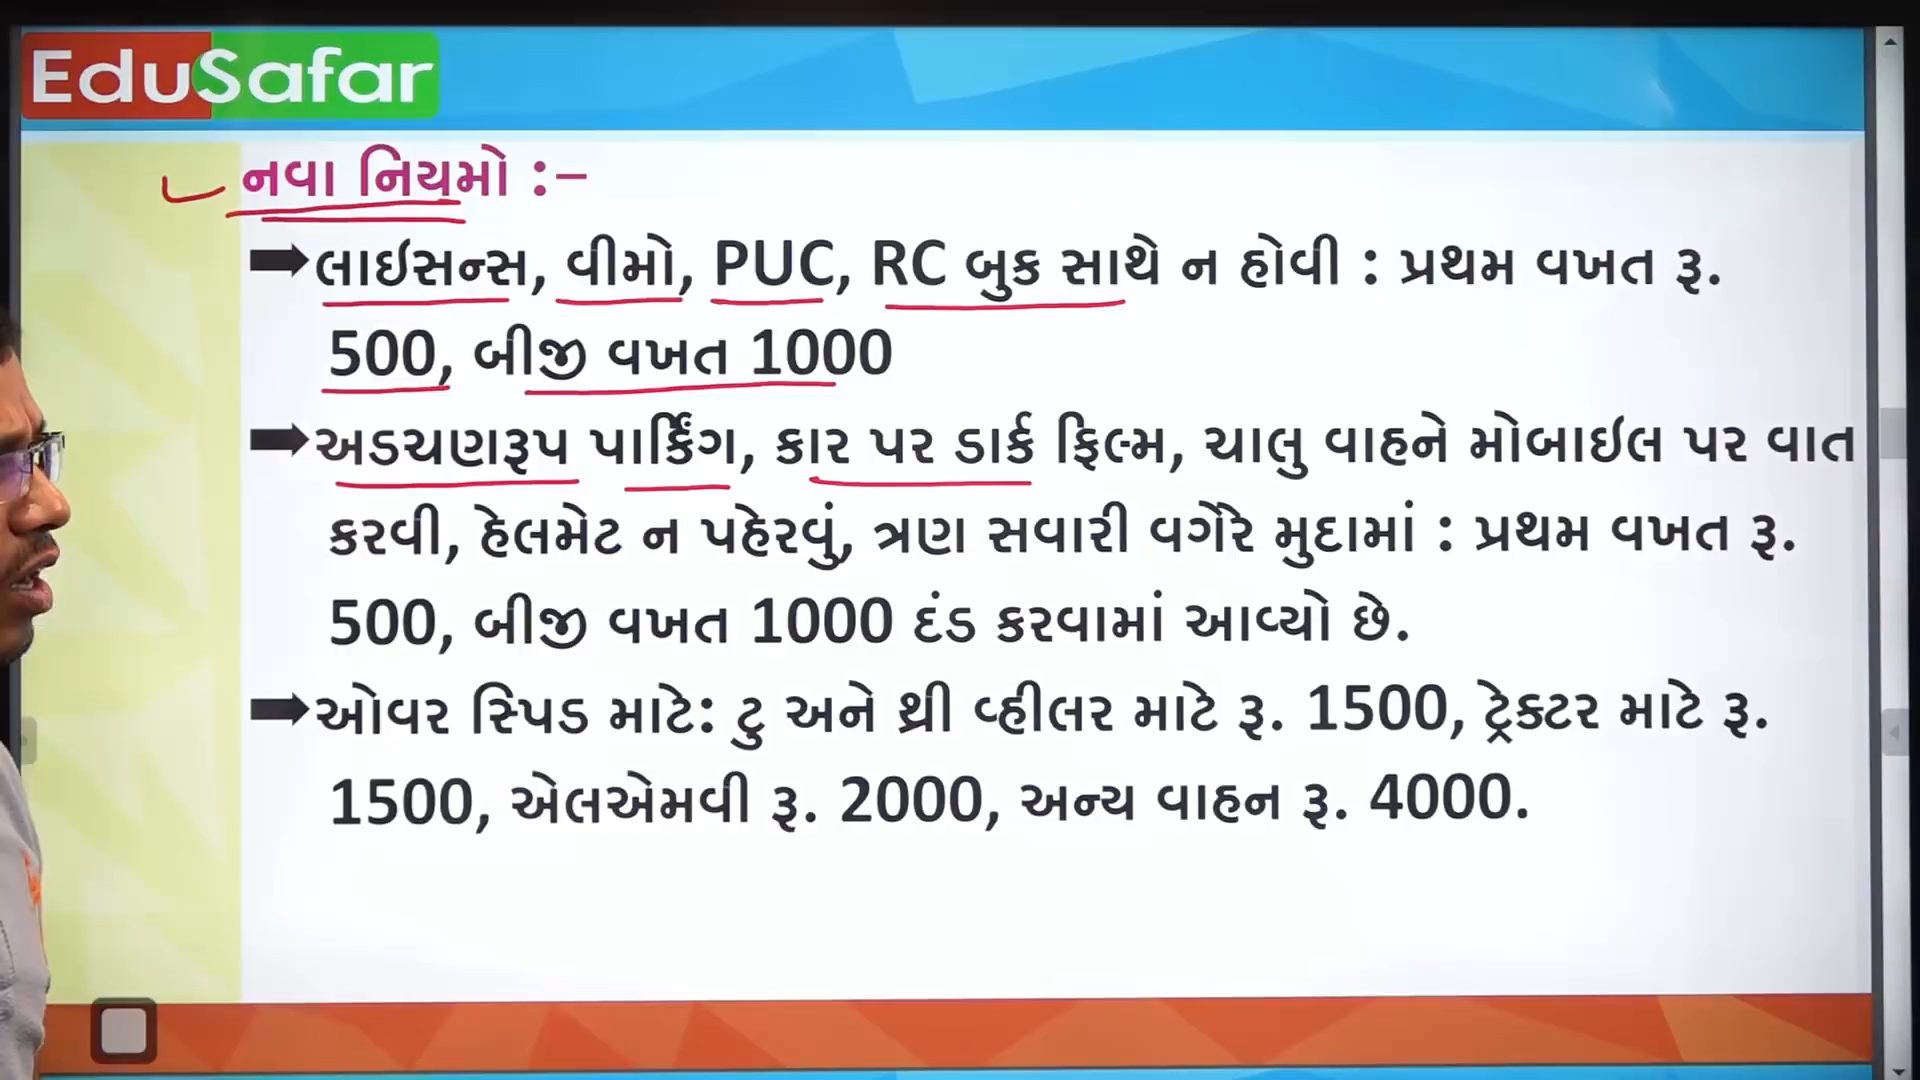 EduSafar
નવા નિયમો :–
➡લાઇસન્સ, વીમો, PUC, RC બુક સાથે ન હોવી : પ્રથમ વખત રૂ.
500, બીજી વખત 1000
➡અડચણરૂપ પાર્કિંગ, કાર પર ડાર્ક ફિલ્મ, ચાલુ વાહને મોબાઇલ પર વાત
કરવી, હેલમેટ ન પહેરવું, ત્રણ સવારી વગેરે મુદામાં : પ્રથમ વખત રૂ.
500, બીજી વખત 1000 દંડ કરવામાં આવ્યો છે.
➡ઓવર સ્પિડ માટે: ટુ અને થ્રી વ્હીલર માટે રૂ. 1500, ટ્રેક્ટર માટે રૂ.
1500, એલએમવી રૂ. 2000, અન્ય વાહન રૂ. 4000.